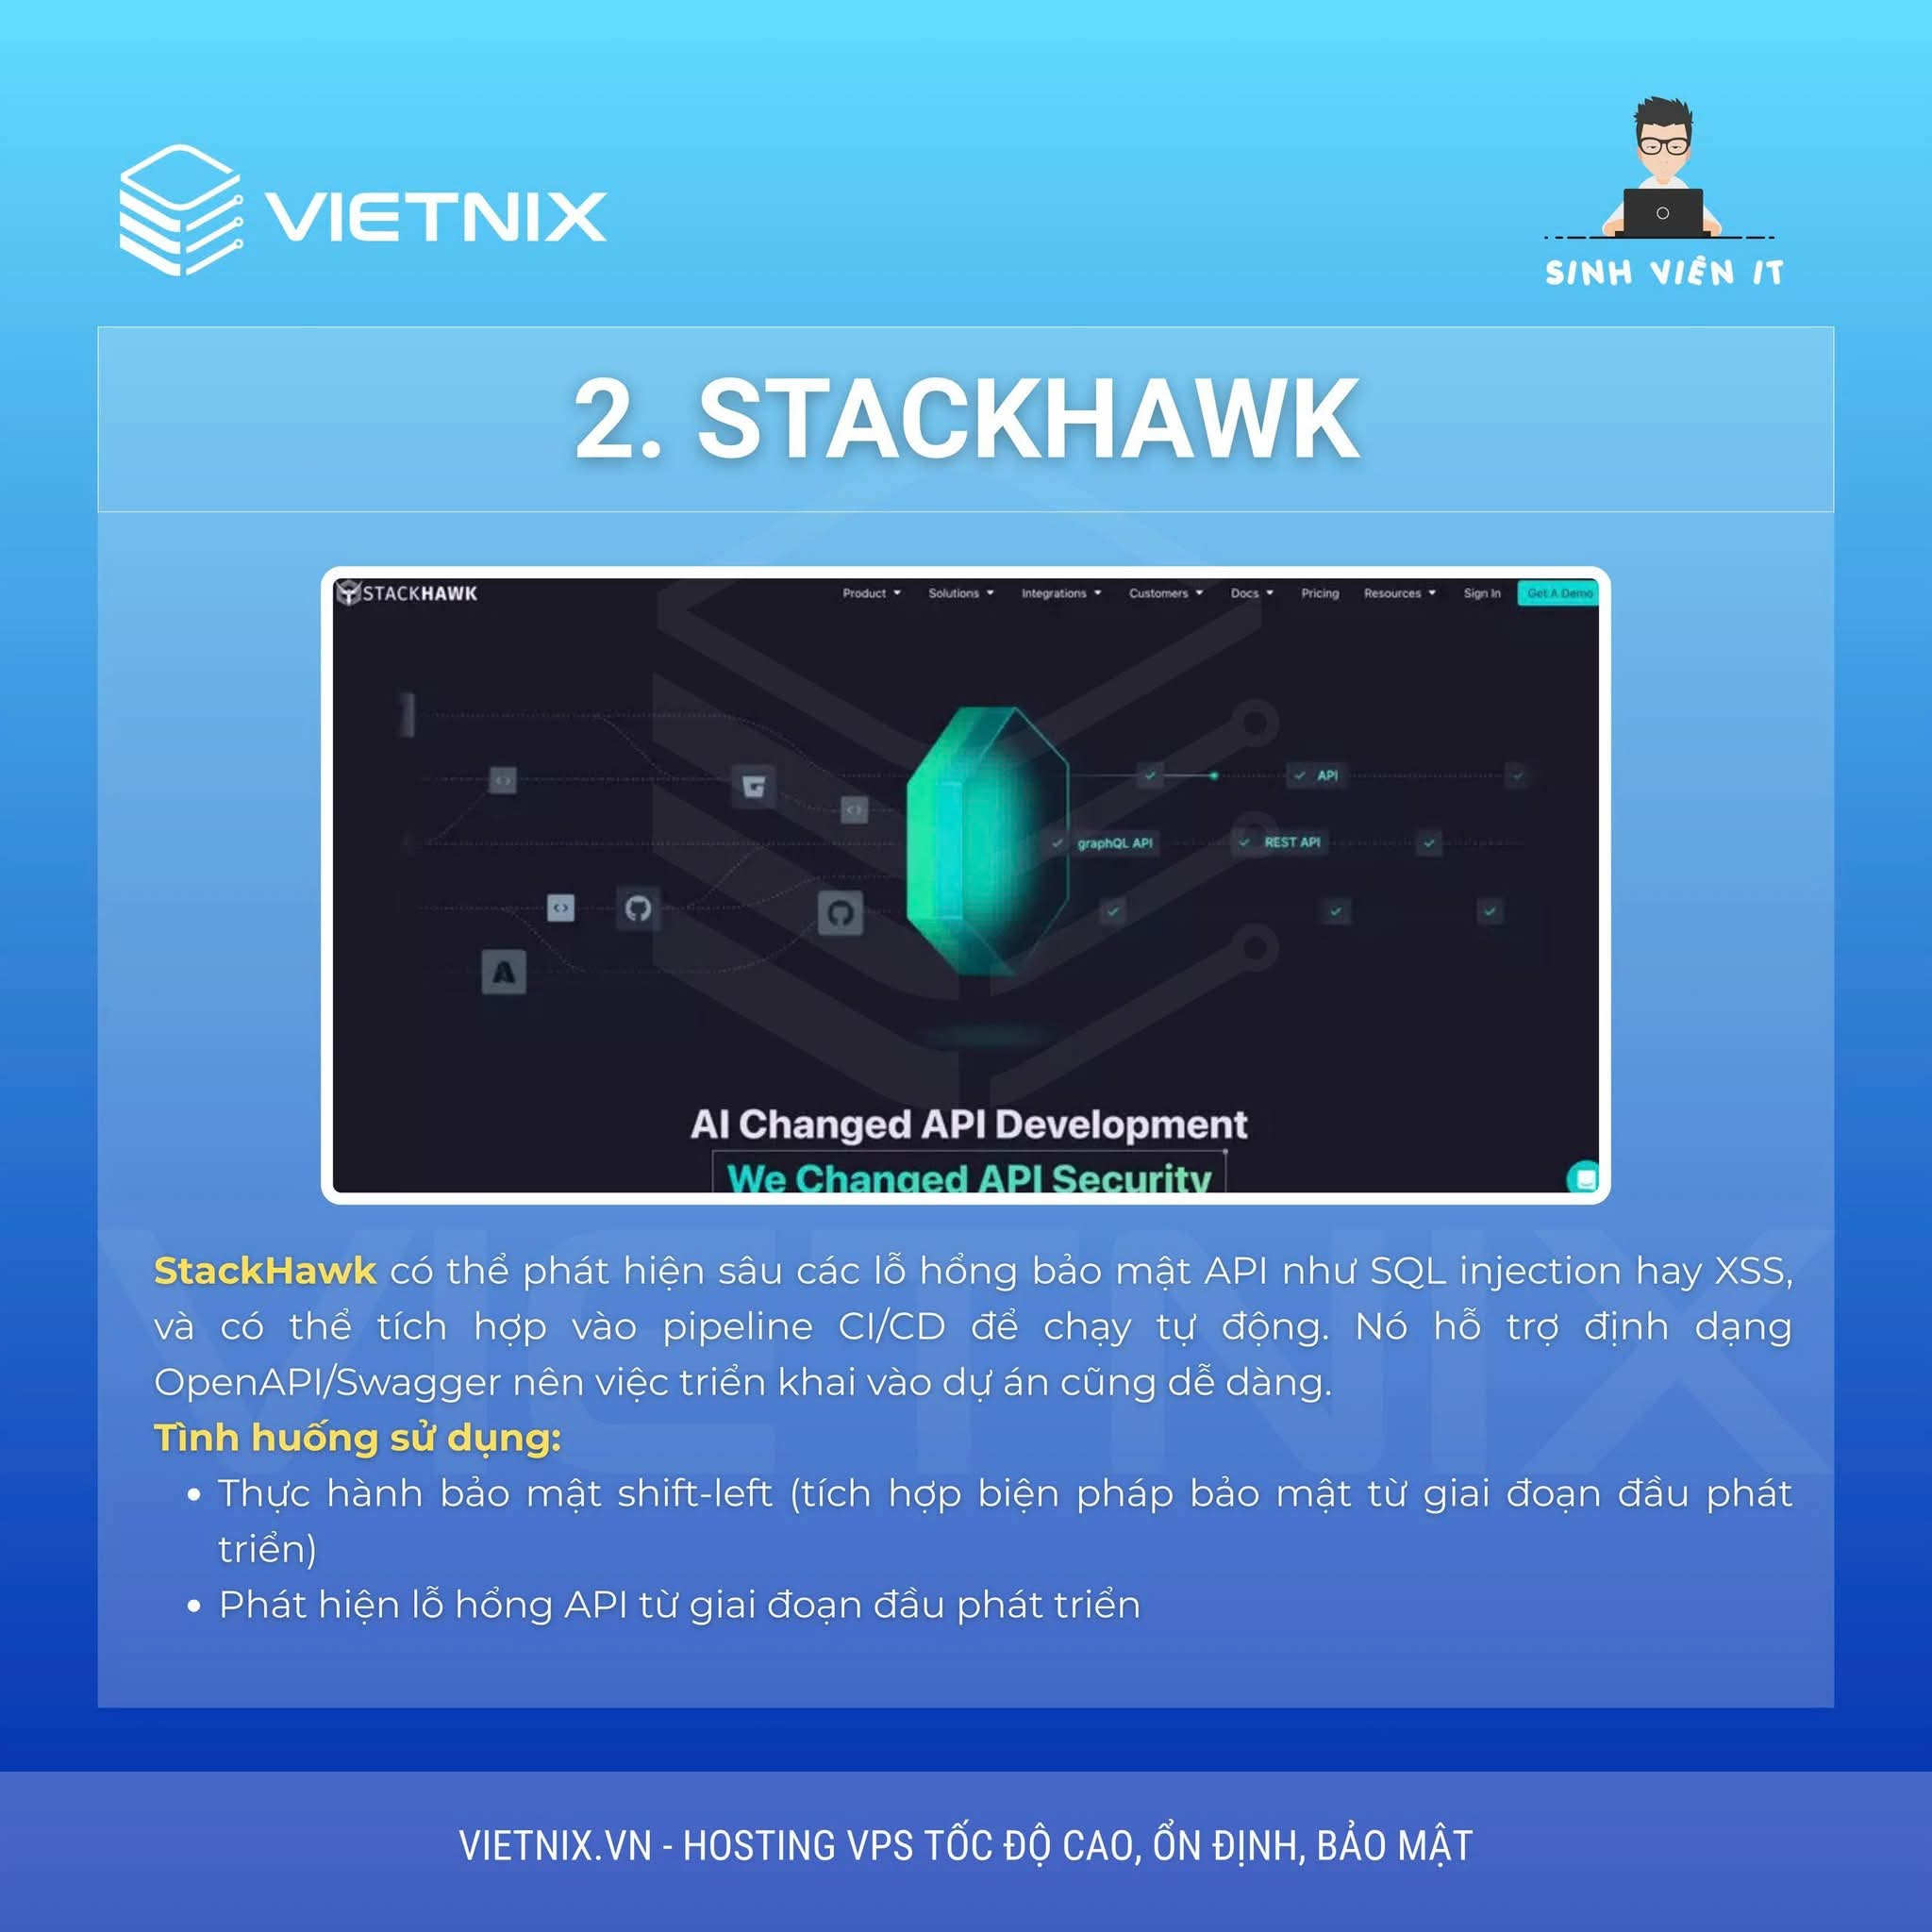 VIETNIX
SINH VIÊN IT
2. STACKHAWK
STACKHAWK
Product
Solutions
Integrations
Customers
Docs
Pricing
Resources
Sign In
Get A Demo
API
graphQL API
REST API
AI Changed API Development
We Changed API Security
StackHawk có thể phát hiện sâu các lỗ hổng bảo mật API như SQL injection hay XSS,
và có thể tích hợp vào pipeline CI/CD để chạy tự động. Nó hỗ trợ định dạng
OpenAPI/Swagger nên việc triển khai vào dự án cũng dễ dàng.
Tình huống sử dụng:
• Thực hành bảo mật shift-left (tích hợp biện pháp bảo mật từ giai đoạn đầu phát
triển)
• Phát hiện lỗ hổng API từ giai đoạn đầu phát triển
VIETNIX
VIETNIX.VN - HOSTING VPS TỐC ĐỘ CAO, ỔN ĐỊNH, BẢO MẬT